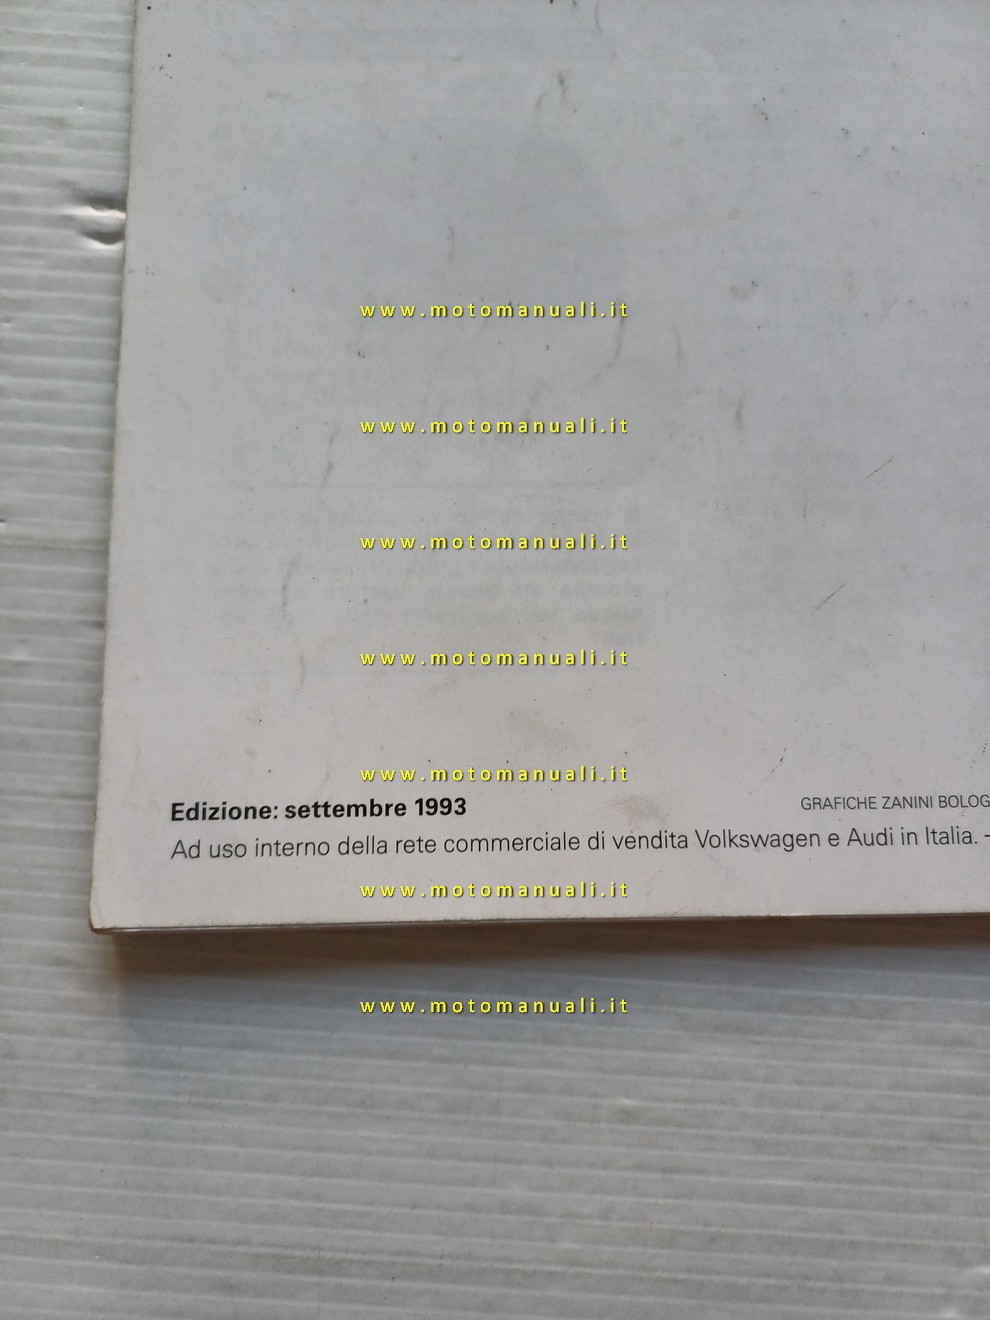 www.motomanuali.it
www.motomanuali.it
www.motomanuali.it
www.motomanuali.it
www.motomanuali.it
Edizione: settembre 1993
GRAFICHE ZANINI BOLOG
Ad uso interno della rete commerciale di vendita Volkswagen e Audi in Italia. -
www.motomanuali.it
www.motomanuali.it